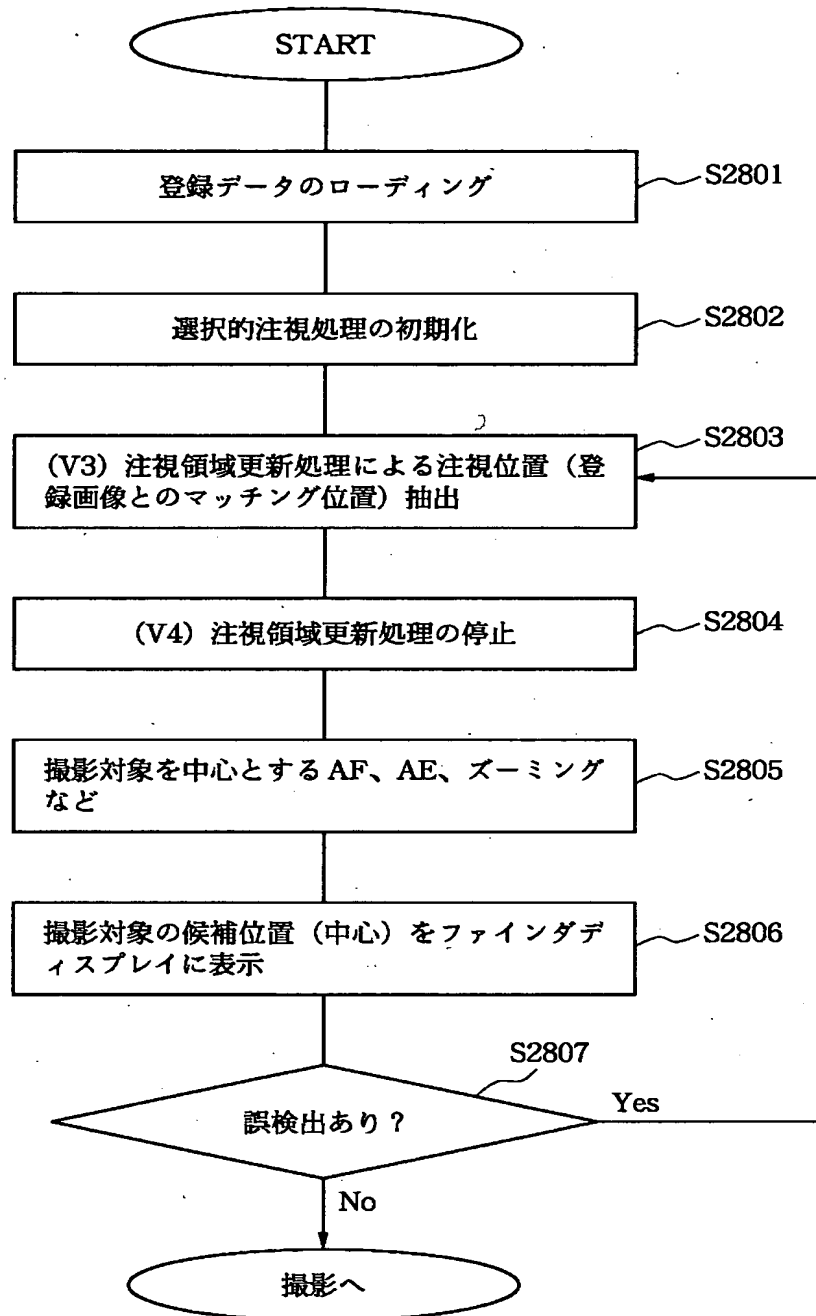 START
登録データのローディング
S2801
選択的注視処理の初期化
S2802
S2803
（V3）注視領域更新処理による注視位置（登
録画像とのマッチング位置）抽出
（V4）注視領域更新処理の停止
S2804
撮影対象を中心とするAF、AE、ズーミング
など
S2805
撮影対象の候補位置（中心）をファインダデ
ィスプレイに表示
S2806
S2807
誤検出あり？
Yes
No
撮影へ